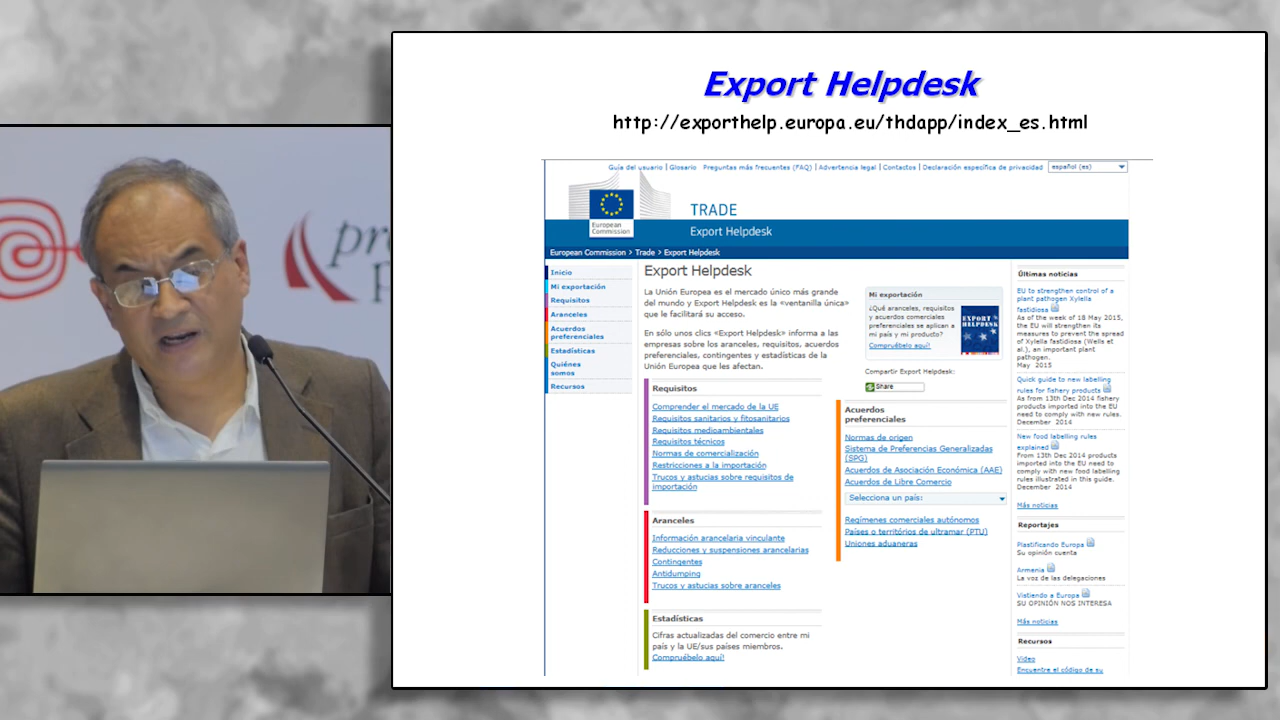 Export Helpdesk
http://exporthelp.europa.eu/thdapp/index_es.html
Guía del usuario | Glosario Preguntas más frecuentes (FAQ) | Advertencia legal | Contactos | Declaración específica de privacidad
español (es)
European
Commission
TRADE
Export Helpdesk
European Commission > Trade > Export Helpdesk
Inicio
Mi exportación
Requisitos
Aranceles
Acuerdos
preferenciales
Estadísticas
Quiénes
somos
Recursos
Export Helpdesk
La Unión Europea es el mercado único más grande
del mundo y Export Helpdesk es la «ventanilla única»
que le facilitará su acceso.
En sólo unos clics «Export Helpdesk» informa a las
empresas sobre los aranceles, requisitos, acuerdos
preferenciales, contingentes y estadísticas de la
Unión Europea que les afectan.
Requisitos
Comprender el mercado de la UE
Requisitos sanitarios y fitosanitarios
Requisitos medioambientales
Requisitos técnicos
Normas de comercialización
Restricciones a la importación
Trucos y astucias sobre requisitos de
importación
Aranceles
Información arancelaria vinculante
Reducciones y suspensiones arancelarias
Contingentes
Antidumping
Trucos y astucias sobre aranceles
Estadísticas
Cifras actualizadas del comercio entre mi
país y la UE/sus países miembros.
Compruébelo aquí!
Mi exportación
¿Qué aranceles, requisitos
y acuerdos comerciales
preferenciales se aplican a
mi país y mi producto?
Compruébelo aquí!
EXPORT
HELPDESK
Compartir Export Helpdesk:
Share
Acuerdos
preferenciales
Normas de origen
Sistema de Preferencias Generalizadas
(SPG)
Acuerdos de Asociación Económica (AAE)
Acuerdos de Libre Comercio
Selecciona un país:
Regímenes comerciales autónomos
Países o territórios de ultramar (PTU)
Uniones aduaneras
Últimas noticias
EU to strengthen control of a
plant pathogen Xylella
fastidiosa
As of the week of 18 May 2015,
the EU will strengthen its
measures to prevent the spread
of Xylella fastidiosa (Wells et
al.), an important plant
pathogen.
May 2015
Quick guide to new labelling
rules for fishery products
As from 13th Dec 2014 fishery
products imported into the EU
need to comply with new rules.
December 2014
New food labelling rules
explained
From 13th Dec 2014 products
imported into the EU need to
comply with new food labelling
rules illustrated in this guide.
December 2014
Más noticias
Reportajes
Plastificando Europa
Su opinión cuenta
Armenia
La voz de las delegaciones
Vistiendo a Europa
SU OPINIÓN NOS INTERESA
Más noticias
Recursos
Video
Encuentre el código de su